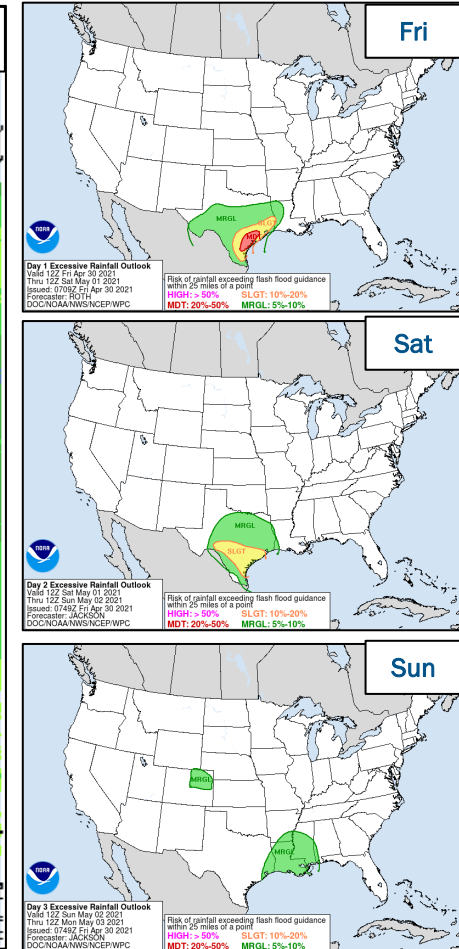 Fri
MRGL
SLGT
MDT
NOAA
Day 1 Excessive Rainfall Outlook
Valid 12Z Fri Apr 30 2021
Thru 12Z Sat May 01 2021
Issued: 0709Z Fri Apr 30 2021
Forecaster: ROTH
DOC/NOAA/NWS/NCEP/WPC
Risk of rainfall exceeding flash flood guidance
within 25 miles of a point
HIGH: > 50% SLGT: 10%-20%
MDT: 20%-50% MRGL: 5%-10%
Sat
MRGL
SLGT
NOAA
Day 2 Excessive Rainfall Outlook
Valid 12Z Sat May 01 2021
Thru 12Z Sun May 02 2021
Issued: 0749Z Fri Apr 30 2021
Forecaster: JACKSON
DOC/NOAA/NWS/NCEP/WPC
Risk of rainfall exceeding flash flood guidance
within 25 miles of a point
HIGH: > 50% SLGT: 10%-20%
MDT: 20%-50% MRGL: 5%-10%
Sun
MRGL
MRGL
NOAA
Day 3 Excessive Rainfall Outlook
Valid 12Z Sun May 02 2021
Thru 12Z Mon May 03 2021
Issued: 0749Z Fri Apr 30 2021
Forecaster: JACKSON
DOC/NOAA/NWS/NCEP/WPC
Risk of rainfall exceeding flash flood guidance
within 25 miles of a point
HIGH: > 50% SLGT: 10%-20%
MDT: 20%-50% MRGL: 5%-10%